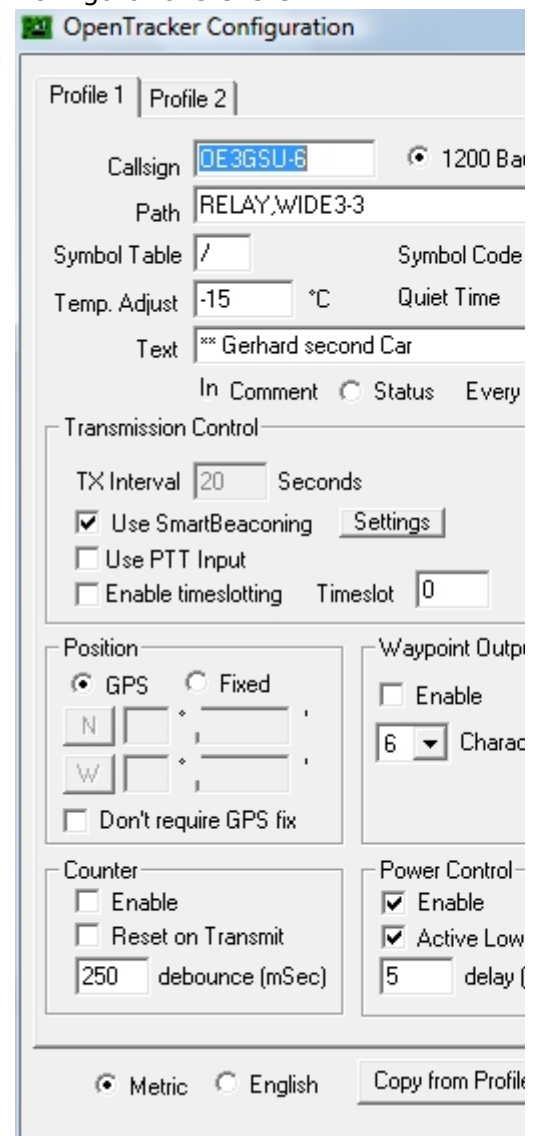 OpenTracker Configuration
Profile 1 Profile 2
Callsign OE3GSU-6 1200 Bau
Path RELAY,WIDE3-3
Symbol Table / Symbol Code
Temp. Adjust -15 °C Quiet Time
Text ** Gerhard second Car
In Comment Status Every
Transmission Control
TX Interval 20 Seconds
Use SmartBeaconing Settings
Use PTT Input
Enable timeslotting Timeslot 0
Position
GPS Fixed
N ° , '
W ° , '
Don't require GPS fix
Waypoint Outpu
Enable
6 Charac
Counter
Enable
Reset on Transmit
250 debounce (mSec)
Power Control
Enable
Active Low
5 delay (
Metric English Copy from Profile